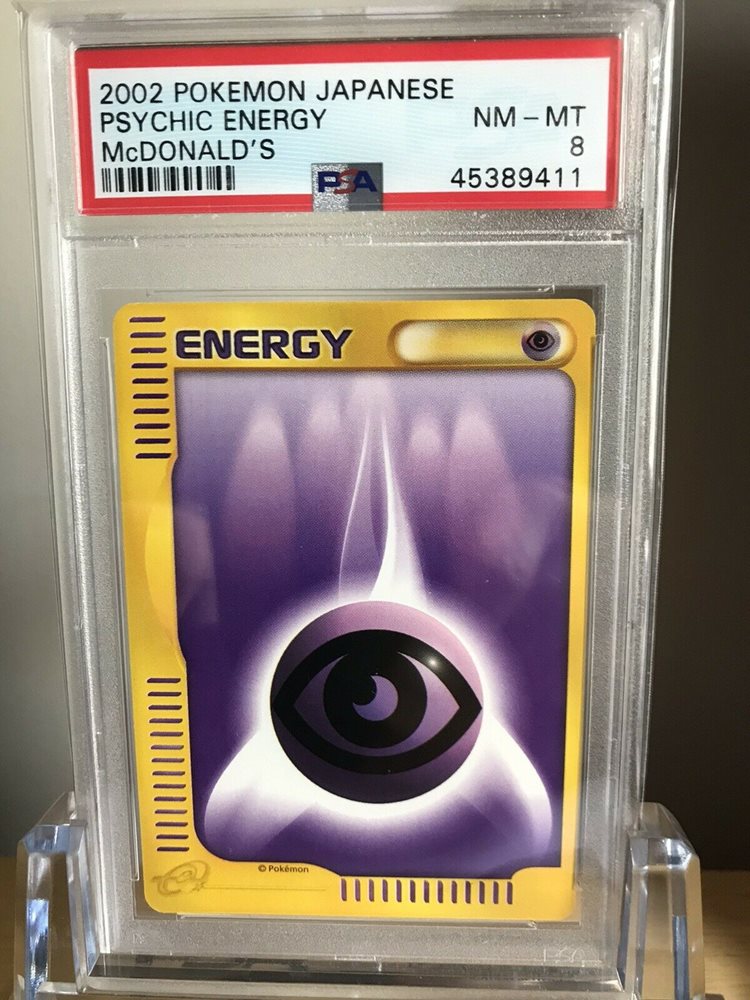 2002 POKEMON JAPANESE
PSYCHIC ENERGY NM - MT
McDONALD'S 8
PSA 45389411
ENERGY
© Pokémon